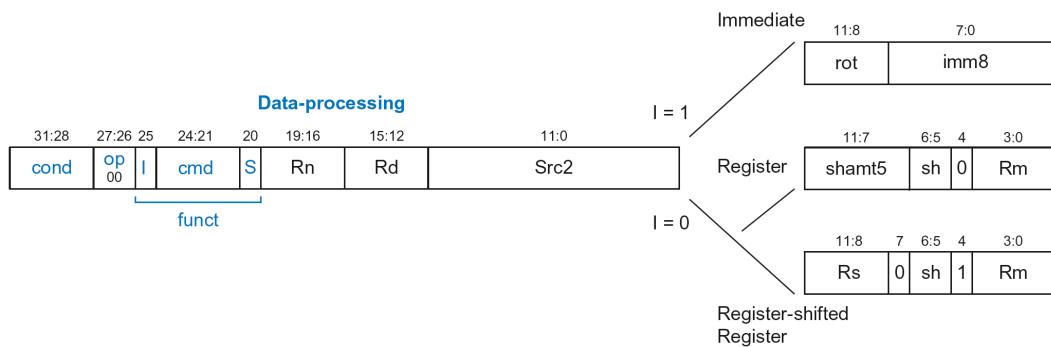 Immediate
11:8 7:0
rot imm8
Data-processing
I = 1
31:28 27:26 25 24:21 20 19:16 15:12 11:0
cond op 00 I cmd S Rn Rd Src2
funct
I = 0
Register
11:7 6:5 4 3:0
shamt5 sh 0 Rm
11:8 7 6:5 4 3:0
Rs 0 sh 1 Rm
Register-shifted
Register